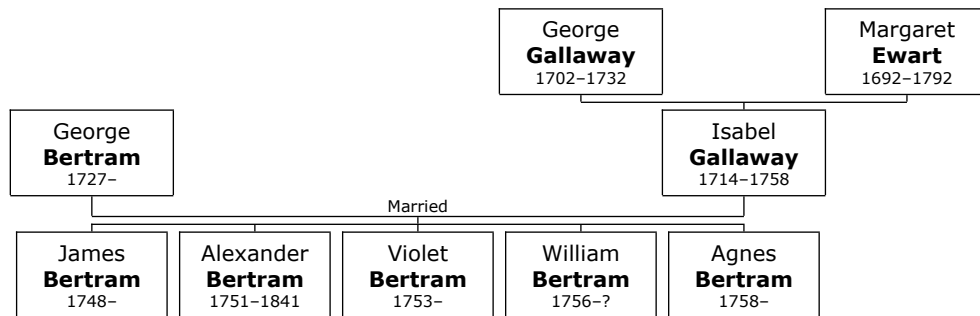 George
Gallaway
1702–1732
Margaret
Ewart
1692–1792
George
Bertram
1727–
Isabel
Gallaway
1714–1758
Married
James
Bertram
1748–
Alexander
Bertram
1751–1841
Violet
Bertram
1753–
William
Bertram
1756–?
Agnes
Bertram
1758–